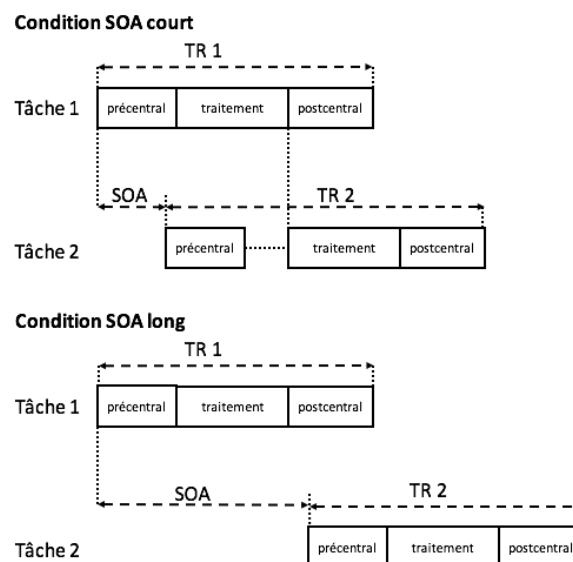 Condition SOA court
TR 1
Tâche 1 précentral traitement postcentral
SOA TR 2
Tâche 2 précentral traitement postcentral
Condition SOA long
TR 1
Tâche 1 précentral traitement postcentral
SOA TR 2
Tâche 2 précentral traitement postcentral